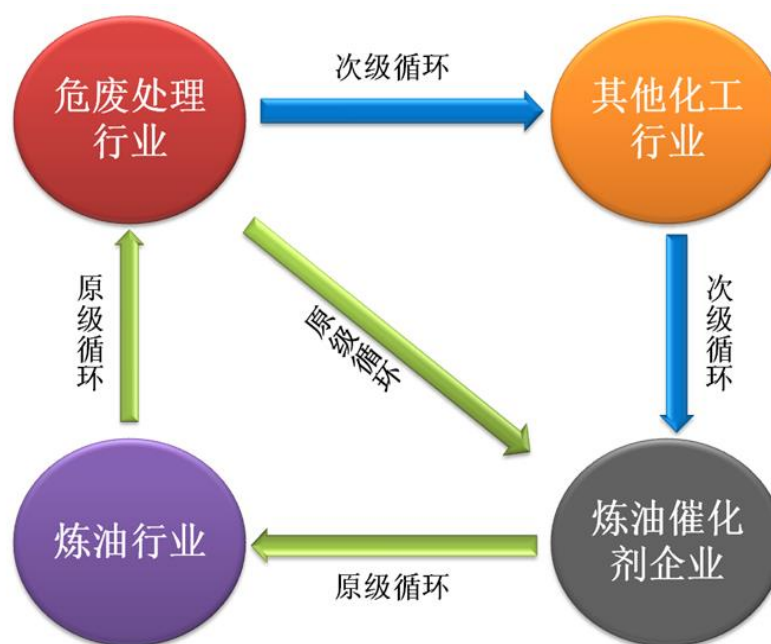 次级循环
危废处理
行业
其他化工
行业
原级循环
原级循环
次级循环
炼油行业
炼油催化
剂企业
原级循环